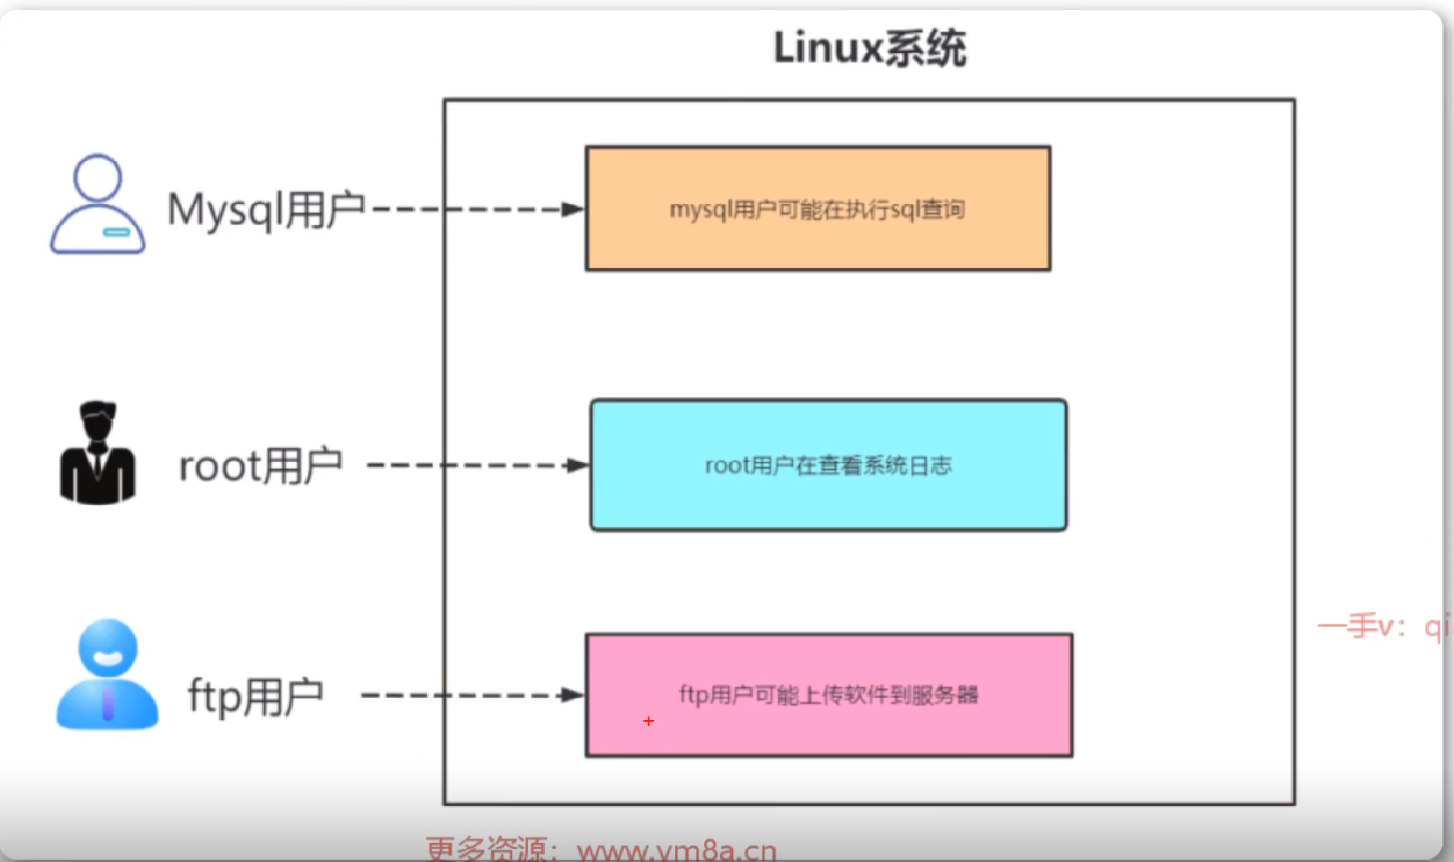 Linux系统
Mysql用户
mysql用户可能在执行sql查询
root用户
root用户在查看系统日志
ftp用户
ftp用户可能上传软件到服务器
一手v：qi
更多资源：www.ym8a.cn